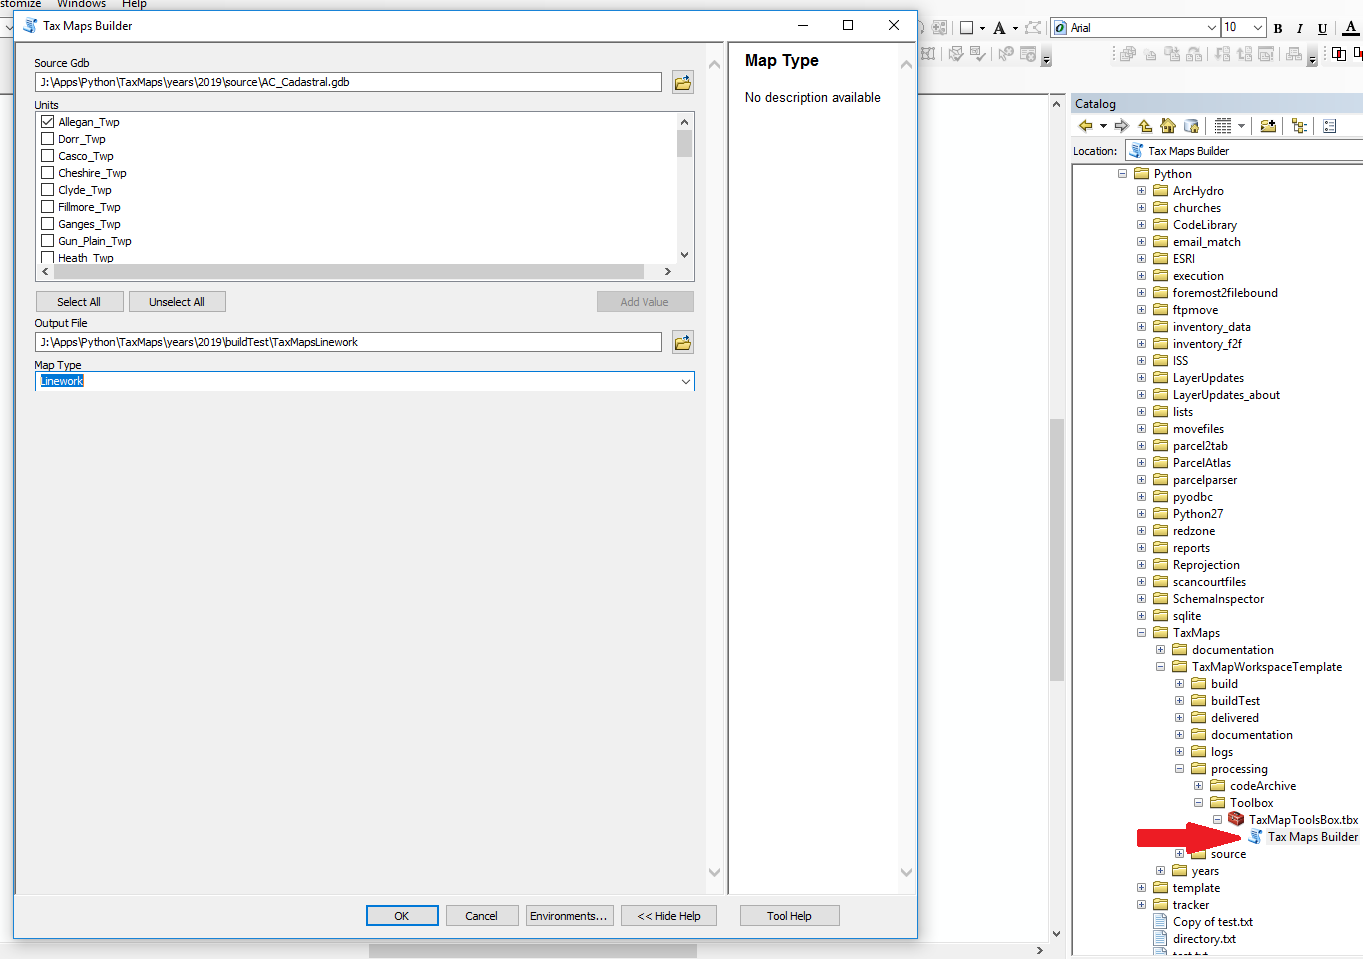 stomize Windows Help
Tax Maps Builder
Arial 10 B I U A
A
Source Gdb
J:\Apps\Python\TaxMaps\years\2019\source\AC_Cadastral.gdb
Units
Allegan_Twp
Dorr_Twp
Casco_Twp
Cheshire_Twp
Clyde_Twp
Fillmore_Twp
Ganges_Twp
Gun_Plain_Twp
Heath_Twp
Select All Unselect All Add Value
Output File
J:\Apps\Python\TaxMaps\years\2019\buildTest\TaxMapsLinework
Map Type
Linework
OK Cancel Environments... << Hide Help Tool Help
Map Type
No description available
Catalog
Location: Tax Maps Builder
Python
ArcHydro
churches
CodeLibrary
email_match
ESRI
execution
foremost2filebound
ftpmove
inventory_data
inventory_f2f
ISS
LayerUpdates
LayerUpdates_about
lists
movefiles
parcel2tab
ParcelAtlas
parcelparser
pyodbc
Python27
redzone
reports
Reprojection
scancourtfiles
SchemaInspector
sqlite
TaxMaps
documentation
TaxMapWorkspaceTemplate
build
buildTest
delivered
documentation
logs
processing
codeArchive
Toolbox
TaxMapToolsBox.tbx
Tax Maps Builder
source
years
template
tracker
Copy of test.txt
directory.txt
test.txt